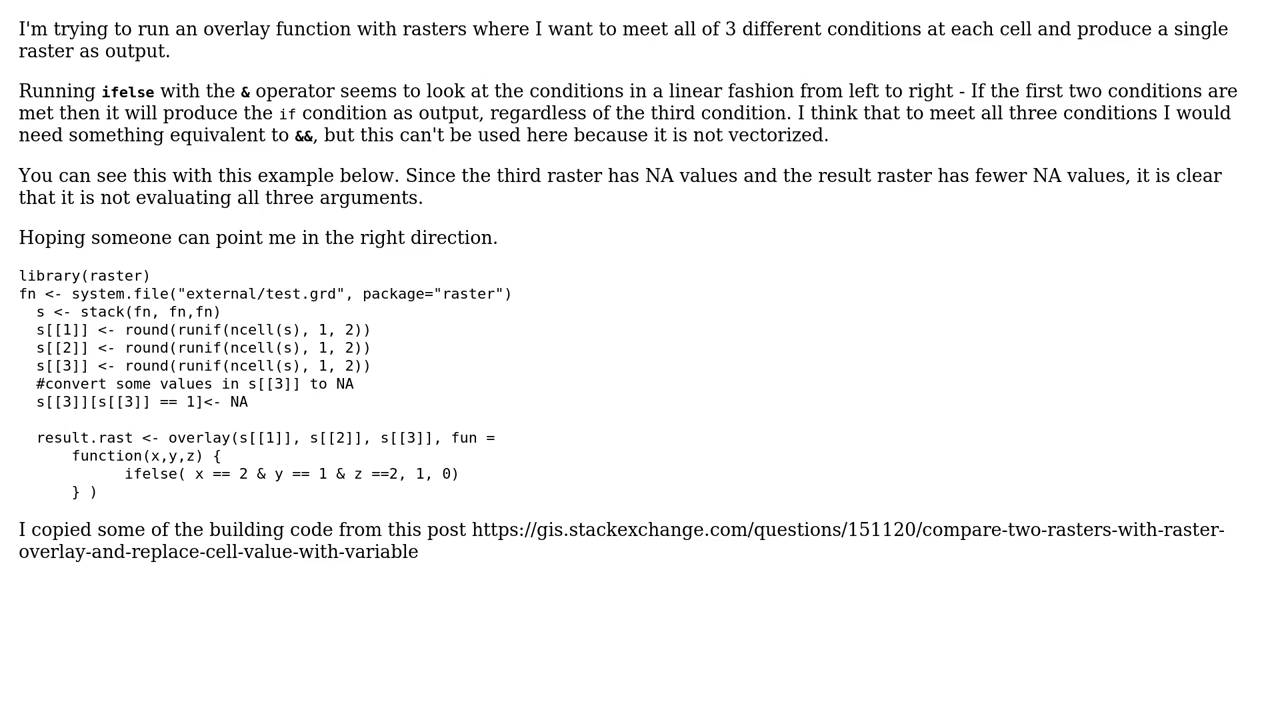 I'm trying to run an overlay function with rasters where I want to meet all of 3 different conditions at each cell and produce a single
raster as output.
Running ifelse with the & operator seems to look at the conditions in a linear fashion from left to right - If the first two conditions are
met then it will produce the if condition as output, regardless of the third condition. I think that to meet all three conditions I would
need something equivalent to &&, but this can't be used here because it is not vectorized.
You can see this with this example below. Since the third raster has NA values and the result raster has fewer NA values, it is clear
that it is not evaluating all three arguments.
Hoping someone can point me in the right direction.
library(raster)
fn <- system.file("external/test.grd", package="raster")
  s <- stack(fn, fn,fn)
  s[[1]] <- round(runif(ncell(s), 1, 2))
  s[[2]] <- round(runif(ncell(s), 1, 2))
  s[[3]] <- round(runif(ncell(s), 1, 2))
  #convert some values in s[[3]] to NA
  s[[3]][s[[3]] == 1]<- NA
  result.rast <- overlay(s[[1]], s[[2]], s[[3]], fun =
      function(x,y,z) {
            ifelse( x == 2 & y == 1 & z ==2, 1, 0)
      } )
I copied some of the building code from this post https://gis.stackexchange.com/questions/151120/compare-two-rasters-with-raster-
overlay-and-replace-cell-value-with-variable